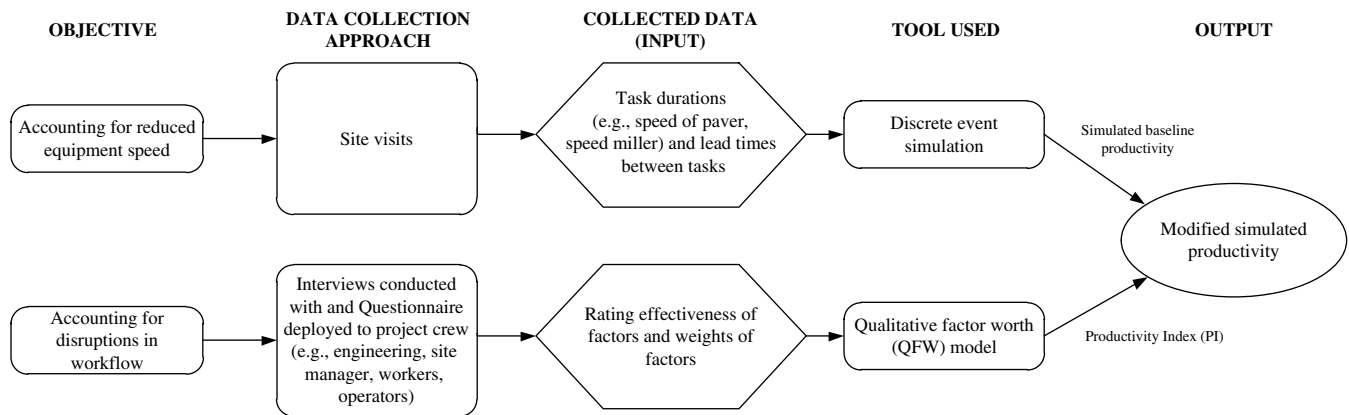 OBJECTIVE
DATA COLLECTION
APPROACH
COLLECTED DATA
(INPUT)
TOOL USED
OUTPUT
Accounting for reduced
equipment speed
Site visits
Task durations
(e.g., speed of paver,
speed miller) and lead times
between tasks
Discrete event
simulation
Simulated baseline
productivity
Modified simulated
productivity
Accounting for
disruptions in
workflow
Interviews conducted
with and Questionnaire
deployed to project crew
(e.g., engineering, site
manager, workers,
operators)
Rating effectiveness of
factors and weights of
factors
Qualitative factor worth
(QFW) model
Productivity Index (PI)